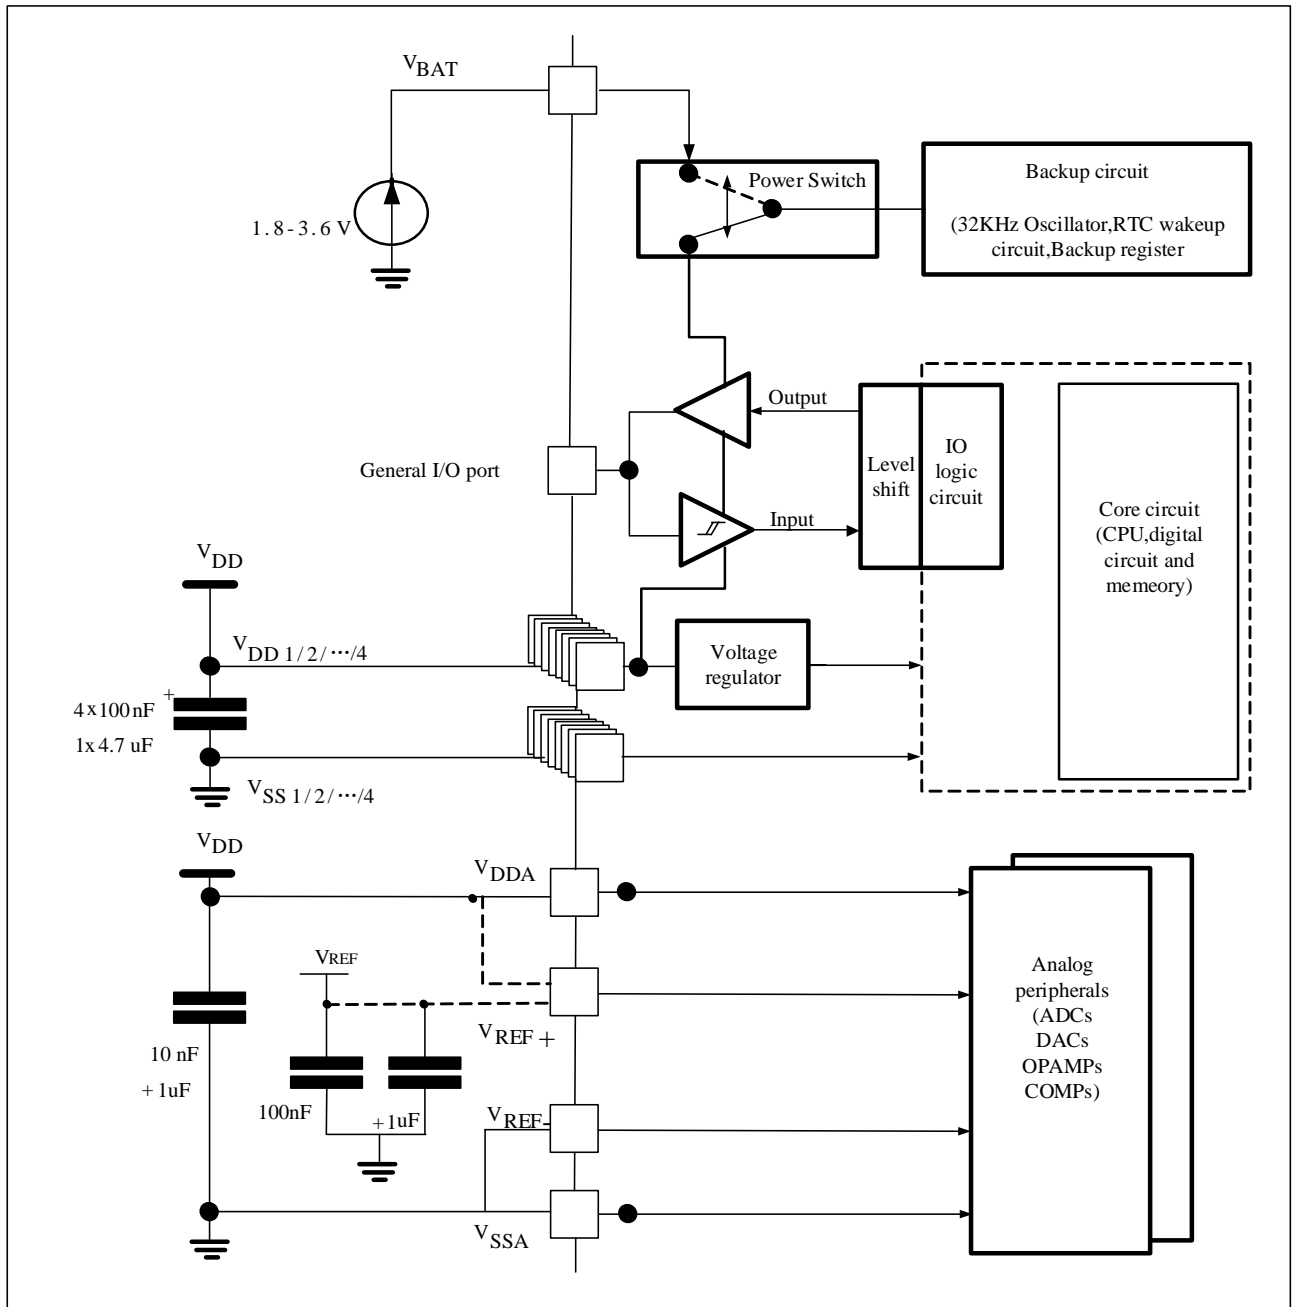 VBAT
1.8-3.6 V
Power Switch
Backup circuit
(32KHz Oscillator,RTC wakeup
circuit,Backup register
General I/O port
Output
Input
Level
shift
IO
logic
circuit
Core circuit
(CPU,digital
circuit and
memeory)
VDD
VDD 1/2/···/4
4x100nF
+
1x4.7 uF
VSS 1/2/···/4
Voltage
regulator
VDD
VDDA
VREF
VREF+
10 nF
+1uF
100nF
+1uF
VREF-
VSSA
Analog
peripherals
(ADCs
DACs
OPAMPs
COMPs)